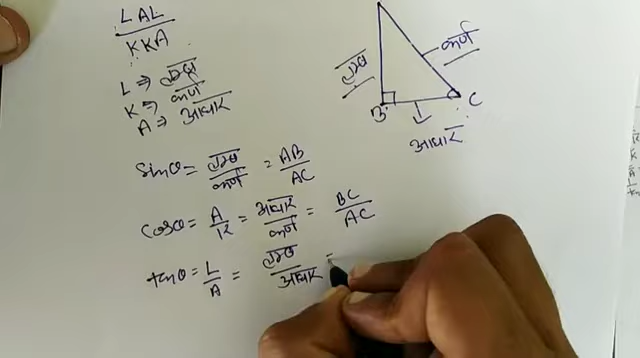 LAL
KKA
L ⇒ लम्ब
K ⇒ कर्ण
A ⇒ आधार
लम्ब
कर्ण
B
C
आधार
sinθ = लम्ब/कर्ण = AB/AC
cosθ = A/K = आधार/कर्ण = BC/AC
tanθ = L/A = लम्ब/आधार =